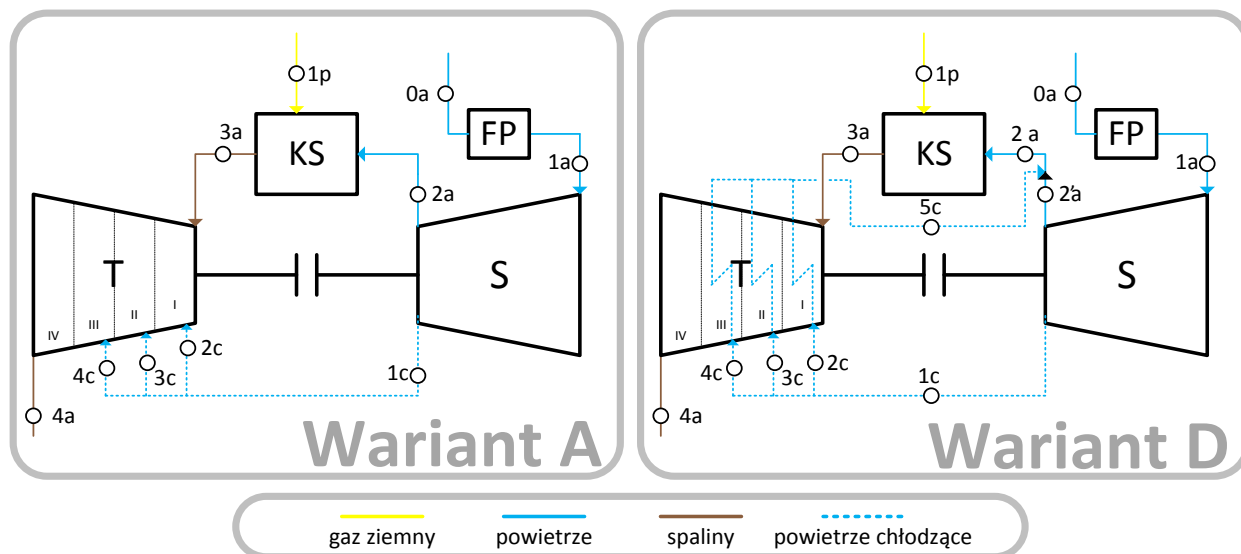 1p
0a
FP
3a
KS
1a
2a
T
S
I
II
III
IV
2c
3c
4c
1c
4a
Wariant A
1p
0a
FP
3a
KS
2 a
1a
2'a
5c
T
S
I
II
III
IV
2c
3c
4c
1c
4a
Wariant D
gaz ziemny
powietrze
spaliny
powietrze chłodzące